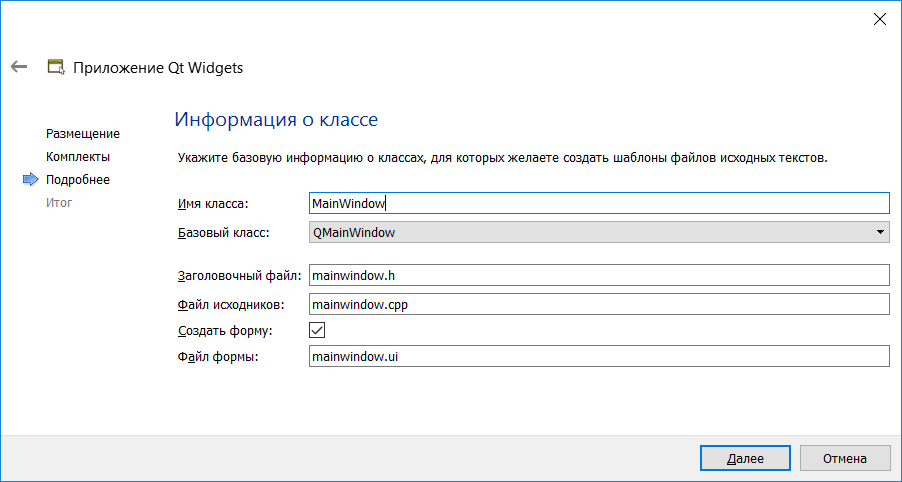 Приложение Qt Widgets
Информация о классе
Размещение
Комплекты
Подробнее
Итог
Укажите базовую информацию о классах, для которых желаете создать шаблоны файлов исходных текстов.
Имя класса: MainWindow
Базовый класс: QMainWindow
Заголовочный файл: mainwindow.h
Файл исходников: mainwindow.cpp
Создать форму:
Файл формы: mainwindow.ui
Далее Отмена